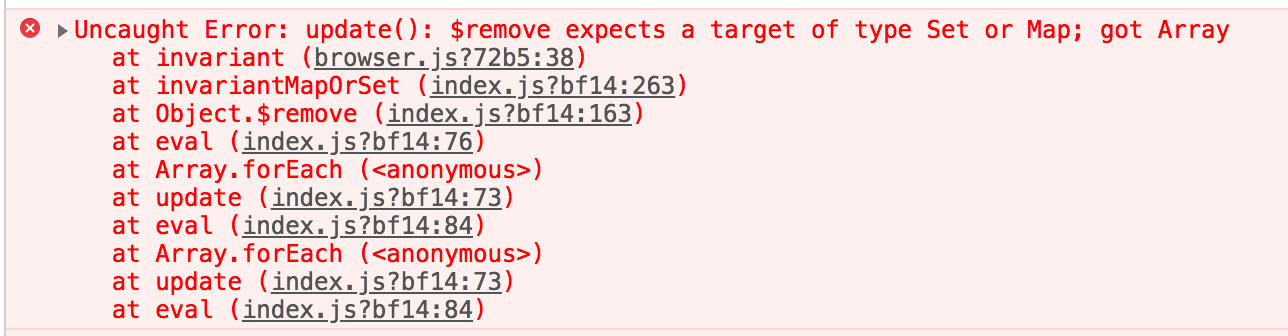 Uncaught Error: update(): $remove expects a target of type Set or Map; got Array
at invariant (browser.js?72b5:38)
at invariantMapOrSet (index.js?bf14:263)
at Object.$remove (index.js?bf14:163)
at eval (index.js?bf14:76)
at Array.forEach (<anonymous>)
at update (index.js?bf14:73)
at eval (index.js?bf14:84)
at Array.forEach (<anonymous>)
at update (index.js?bf14:73)
at eval (index.js?bf14:84)